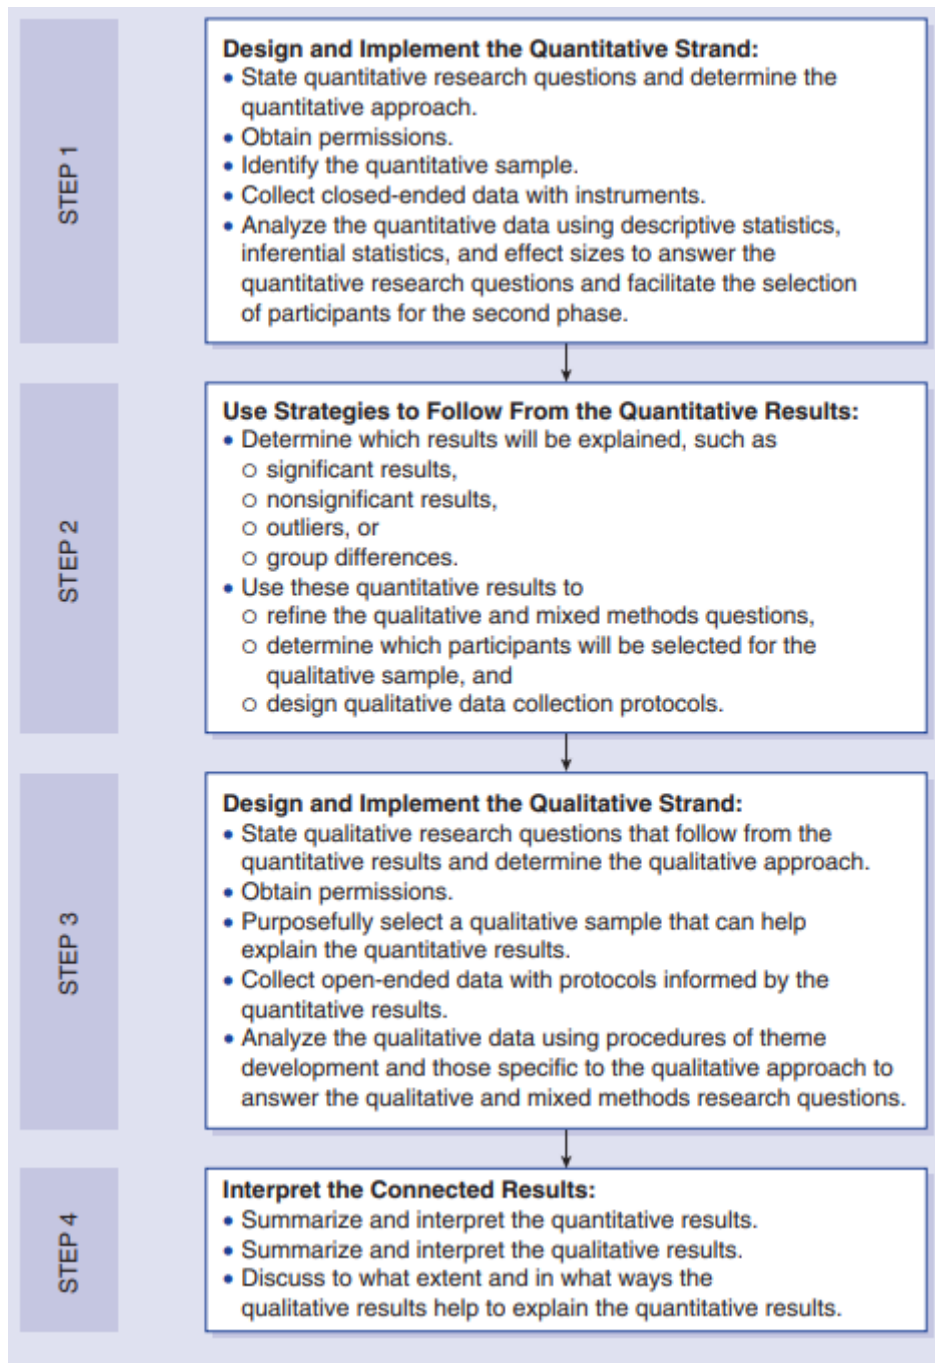 STEP 1
Design and Implement the Quantitative Strand:
• State quantitative research questions and determine the
quantitative approach.
• Obtain permissions.
• Identify the quantitative sample.
• Collect closed-ended data with instruments.
• Analyze the quantitative data using descriptive statistics,
inferential statistics, and effect sizes to answer the
quantitative research questions and facilitate the selection
of participants for the second phase.
STEP 2
Use Strategies to Follow From the Quantitative Results:
• Determine which results will be explained, such as
○ significant results,
○ nonsignificant results,
○ outliers, or
○ group differences.
• Use these quantitative results to
○ refine the qualitative and mixed methods questions,
○ determine which participants will be selected for the
qualitative sample, and
○ design qualitative data collection protocols.
STEP 3
Design and Implement the Qualitative Strand:
• State qualitative research questions that follow from the
quantitative results and determine the qualitative approach.
• Obtain permissions.
• Purposefully select a qualitative sample that can help
explain the quantitative results.
• Collect open-ended data with protocols informed by the
quantitative results.
• Analyze the qualitative data using procedures of theme
development and those specific to the qualitative approach to
answer the qualitative and mixed methods research questions.
STEP 4
Interpret the Connected Results:
• Summarize and interpret the quantitative results.
• Summarize and interpret the qualitative results.
• Discuss to what extent and in what ways the
qualitative results help to explain the quantitative results.